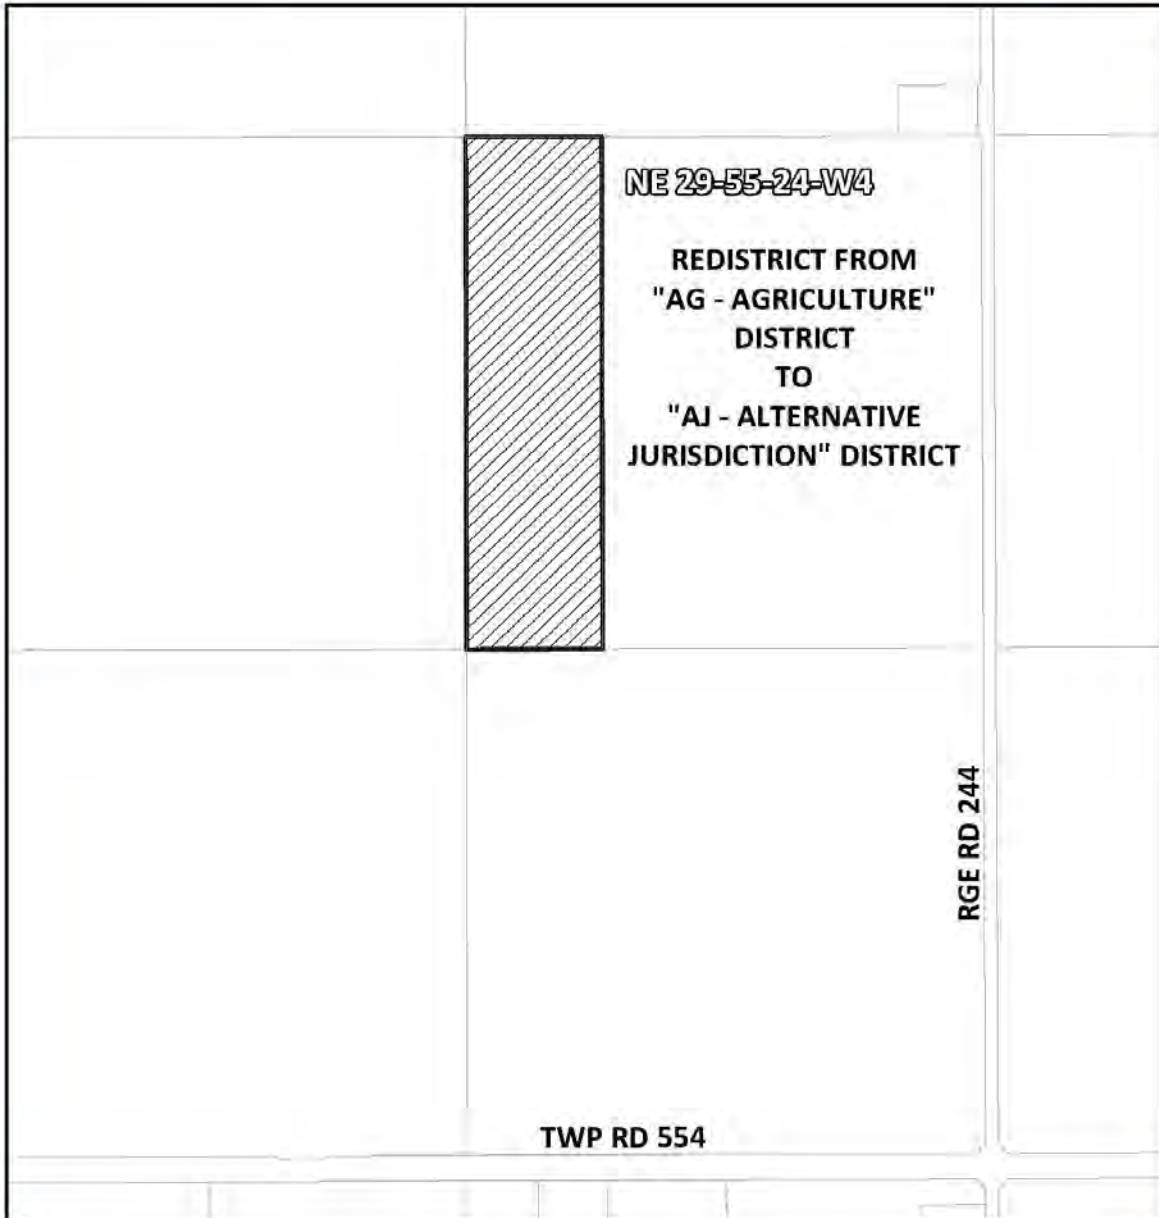 NE 29-55-24-W4
REDISTRICT FROM
"AG - AGRICULTURE"
DISTRICT
TO
"AJ - ALTERNATIVE
JURISDICTION" DISTRICT
RGE RD 244
TWP RD 554